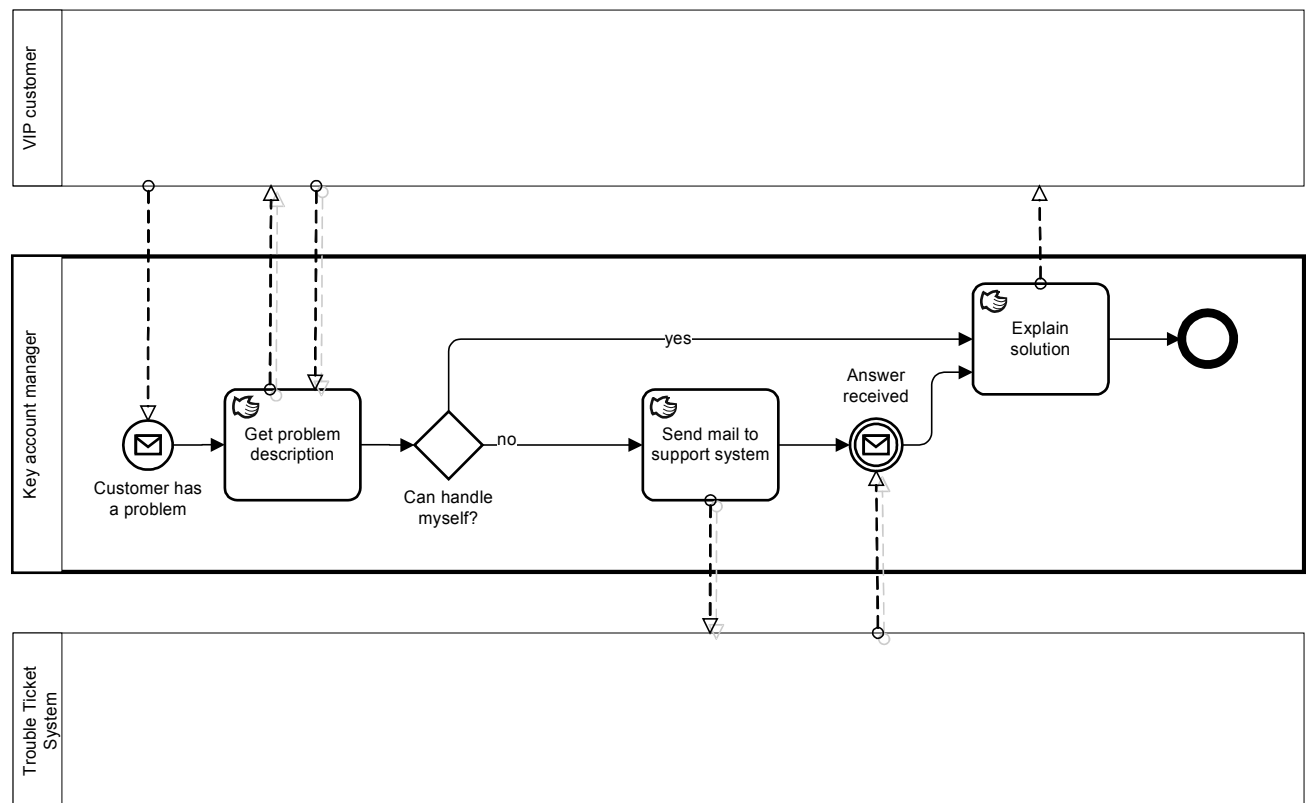 VIP customer
Key account manager
Customer has
a problem
Get problem
description
Can handle
myself?
yes
no
Send mail to
support system
Answer
received
Explain
solution
Trouble Ticket
System